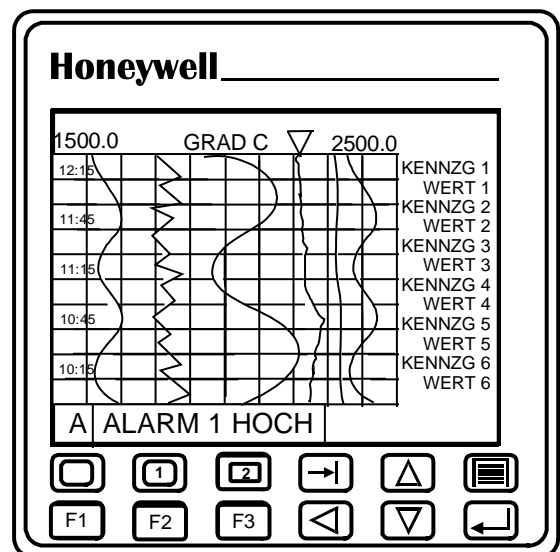 Honeywell
1500.0 GRAD C 2500.0
12:15
11:45
11:15
10:45
10:15
KENNZG 1
WERT 1
KENNZG 2
WERT 2
KENNZG 3
WERT 3
KENNZG 4
WERT 4
KENNZG 5
WERT 5
KENNZG 6
WERT 6
A ALARM 1 HOCH
1 2
F1 F2 F3